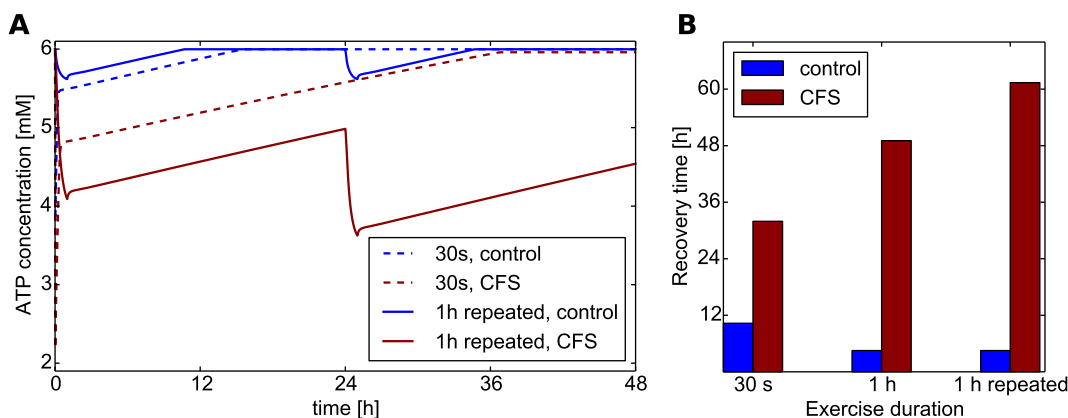 A
ATP concentration [mM]
6
5
4
3
2
0
12
24
36
48
time [h]
30s, control
30s, CFS
1h repeated, control
1h repeated, CFS
B
Recovery time [h]
60
48
36
24
12
control
CFS
30 s
1 h
1 h repeated
Exercise duration